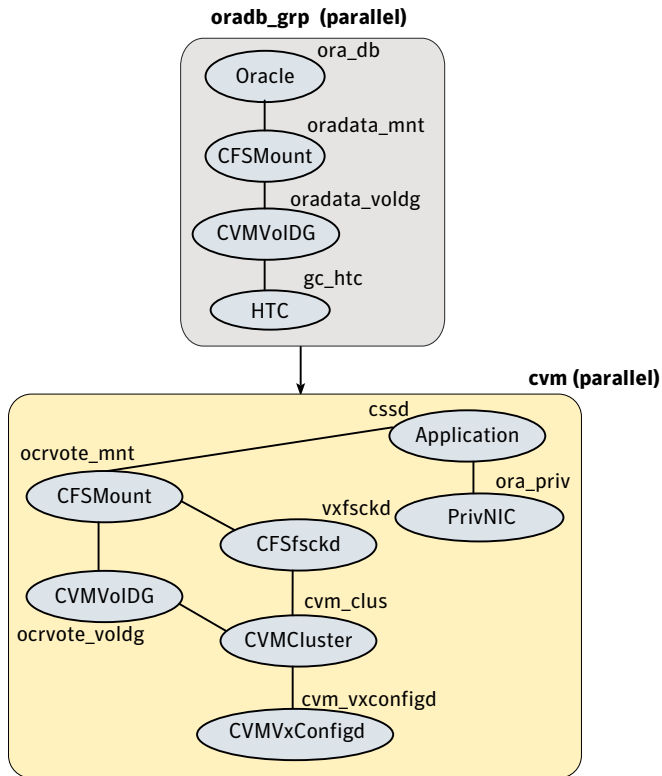 oradb_grp (parallel)
ora_db
Oracle
oradata_mnt
CFSMount
oradata_voldg
CVMVolDG
gc_htc
HTC
cvm (parallel)
cssd
Application
ocrvote_mnt
ora_priv
CFSMount
PrivNIC
vxfsckd
CFSfsckd
CVMVolDG
cvm_clus
ocrvote_voldg
CVMCluster
cvm_vxconfigd
CVMVxConfigd